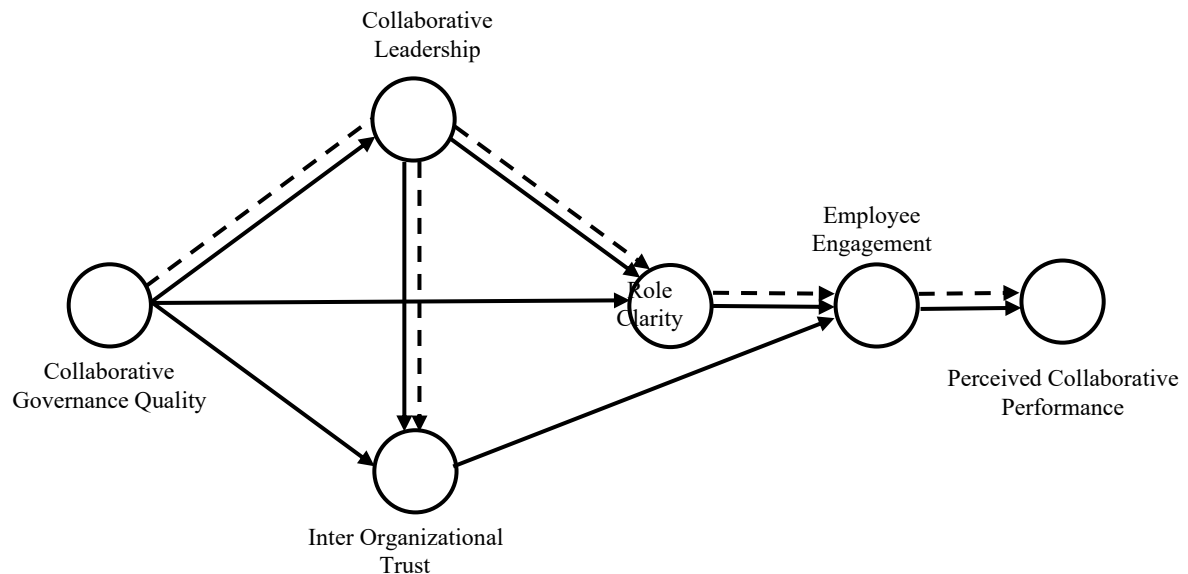 Collaborative
Leadership
Employee
Engagement
Role
Clarity
Collaborative
Governance Quality
Perceived Collaborative
Performance
Inter Organizational
Trust